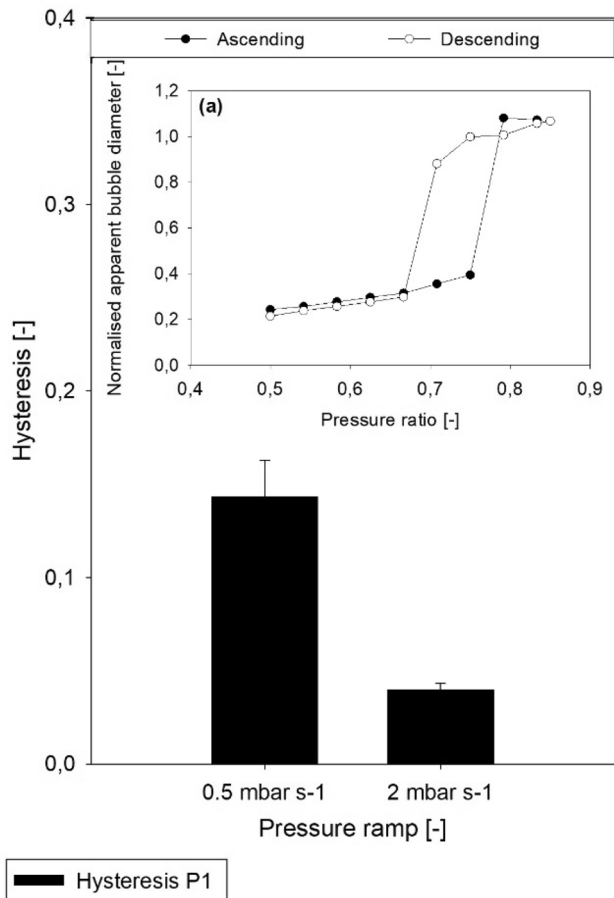 0,4
Ascending
Descending
Normalised apparent bubble diameter [-]
1,2
(a)
1,0
0,8
0,6
0,4
0,2
0,0
0,4 0,5 0,6 0,7 0,8 0,9
Pressure ratio [-]
0,3
Hysteresis [-]
0,2
0,1
0,0
0.5 mbar s-1 2 mbar s-1
Pressure ramp [-]
Hysteresis P1